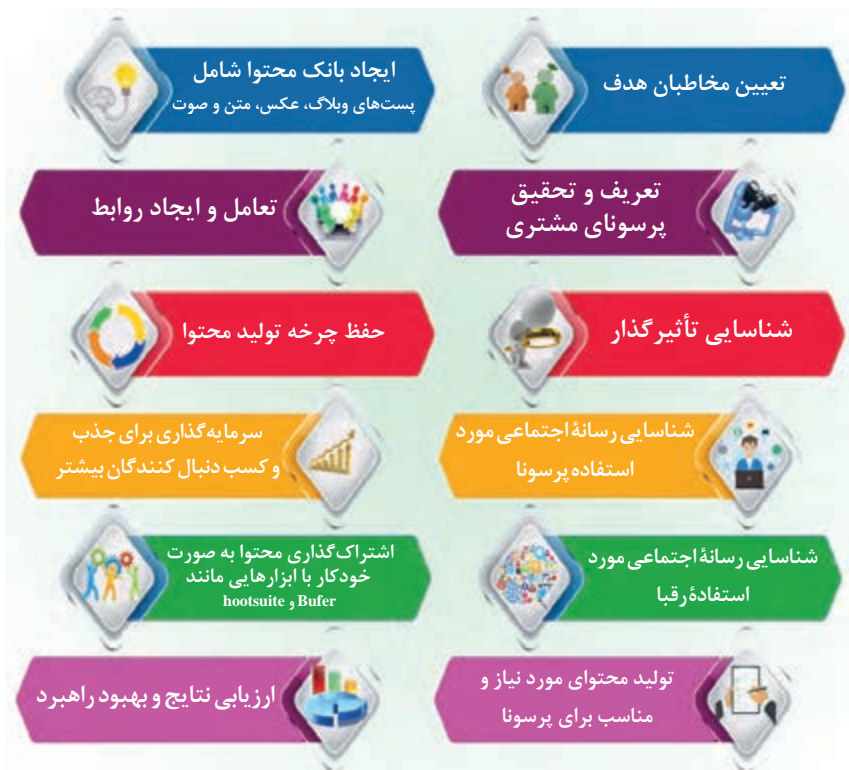 تعیین مخاطبان هدف
تعریف و تحقیق
پرسونای مشتری
شناسایی تأثیرگذار
شناسایی رسانۀ اجتماعی مورد
استفاده پرسونا
شناسایی رسانۀ اجتماعی مورد
استفادۀ رقبا
تولید محتوای مورد نیاز و
مناسب برای پرسونا
ایجاد بانک محتوا شامل
پست‌های وبلاگ، عکس، متن و صوت
تعامل و ایجاد روابط
حفظ چرخه تولید محتوا
سرمایه‌گذاری برای جذب
و کسب دنبال کنندگان بیشتر
اشتراک‌گذاری محتوا به صورت
خودکار با ابزارهایی مانند
Bufer و hootsuite
ارزیابی نتایج و بهبود راهبرد